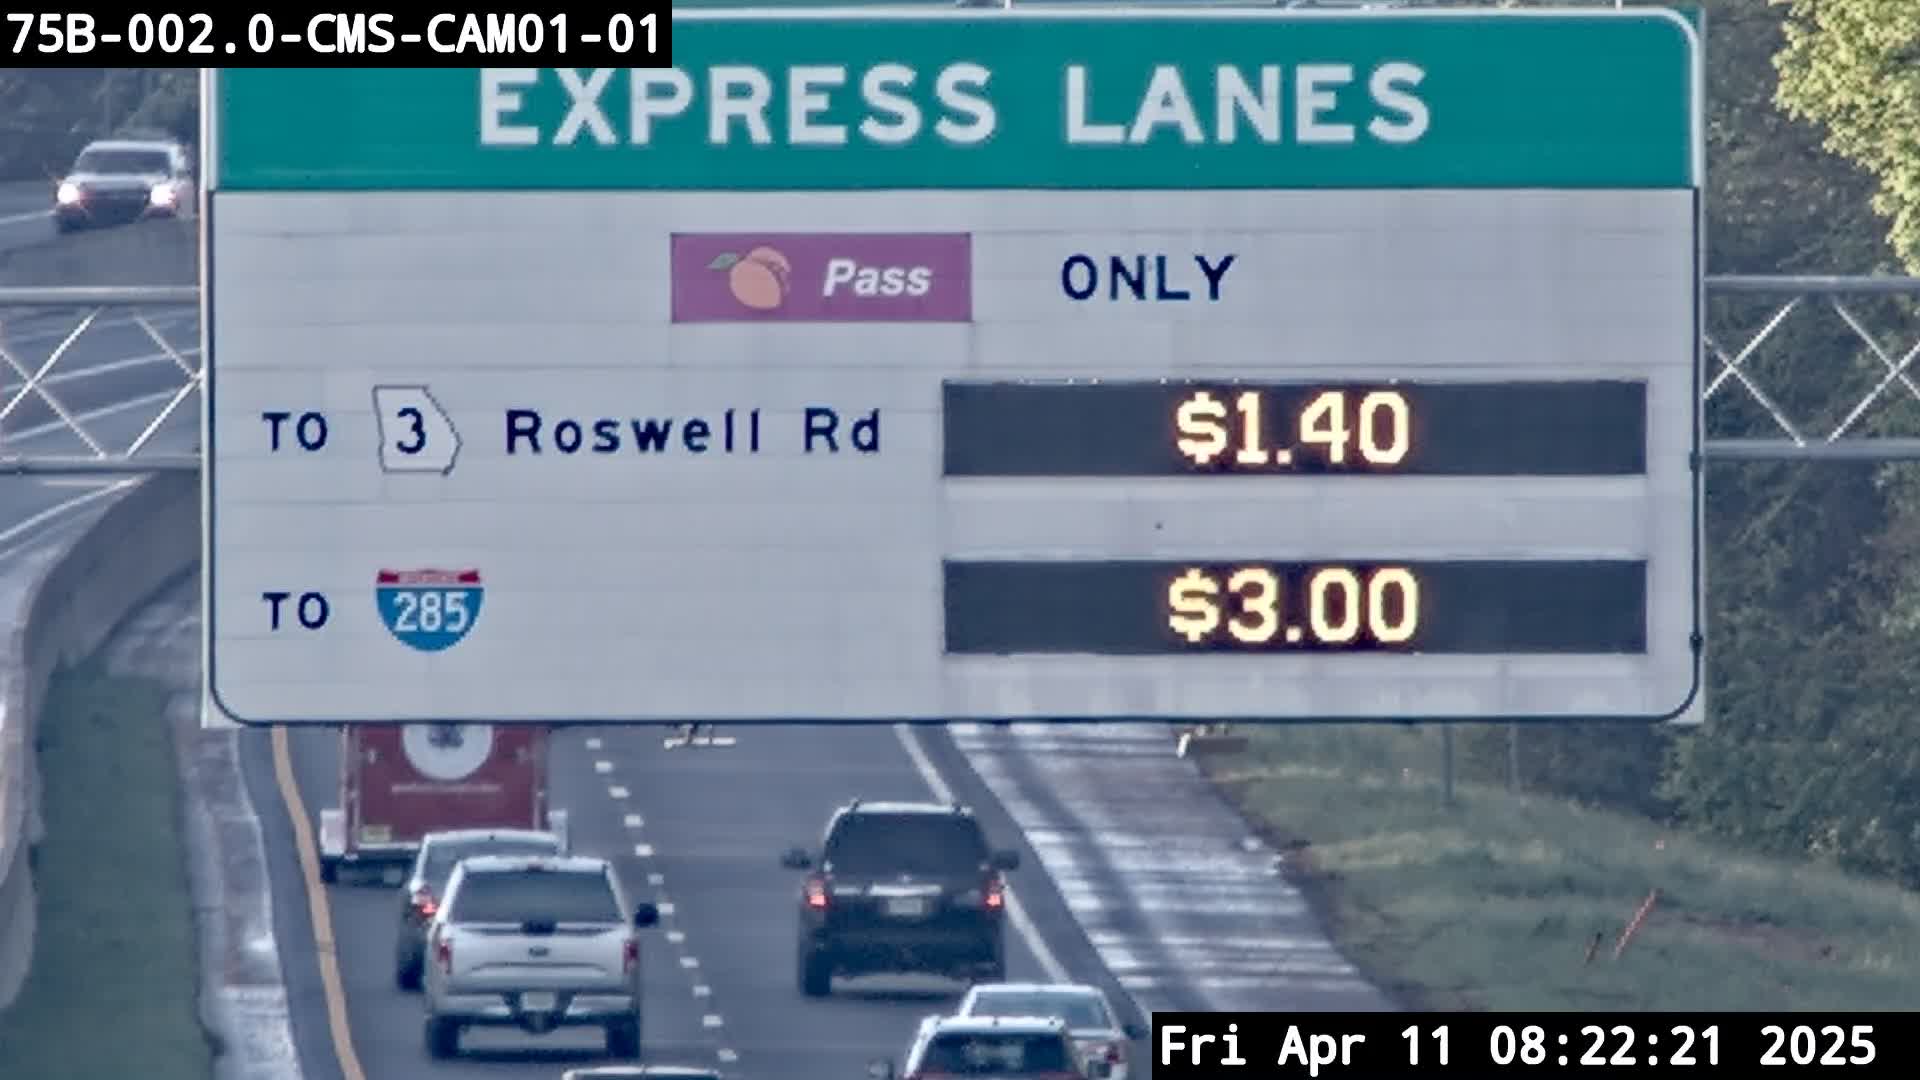 75B-002.0-CMS-CAM01-01
EXPRESS LANES
Pass ONLY
TO 3 Roswell Rd $1.40
TO 285 $3.00
Fri Apr 11 08:22:21 2025